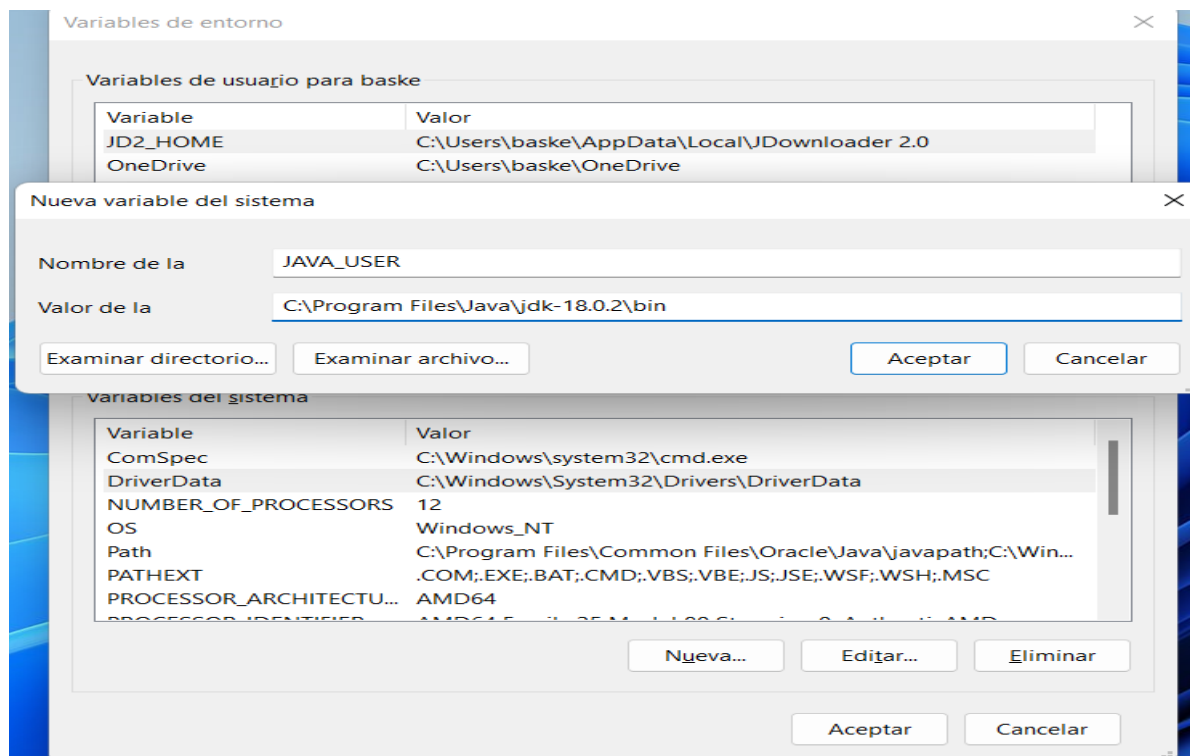 Variables de entorno
Variables de usuario para baske
Variable Valor
JD2_HOME C:\Users\baske\AppData\Local\JDownloader 2.0
OneDrive C:\Users\baske\OneDrive
Nueva variable del sistema
Nombre de la JAVA_USER
Valor de la C:\Program Files\Java\jdk-18.0.2\bin
Examinar directorio... Examinar archivo... Aceptar Cancelar
Variables del sistema
Variable Valor
ComSpec C:\Windows\system32\cmd.exe
DriverData C:\Windows\System32\Drivers\DriverData
NUMBER_OF_PROCESSORS 12
OS Windows_NT
Path C:\Program Files\Common Files\Oracle\Java\javapath;C:\Win...
PATHEXT .COM;.EXE;.BAT;.CMD;.VBS;.VBE;.JS;.JSE;.WSF;.WSH;.MSC
PROCESSOR_ARCHITECTU... AMD64
Nueva... Editar... Eliminar
Aceptar Cancelar